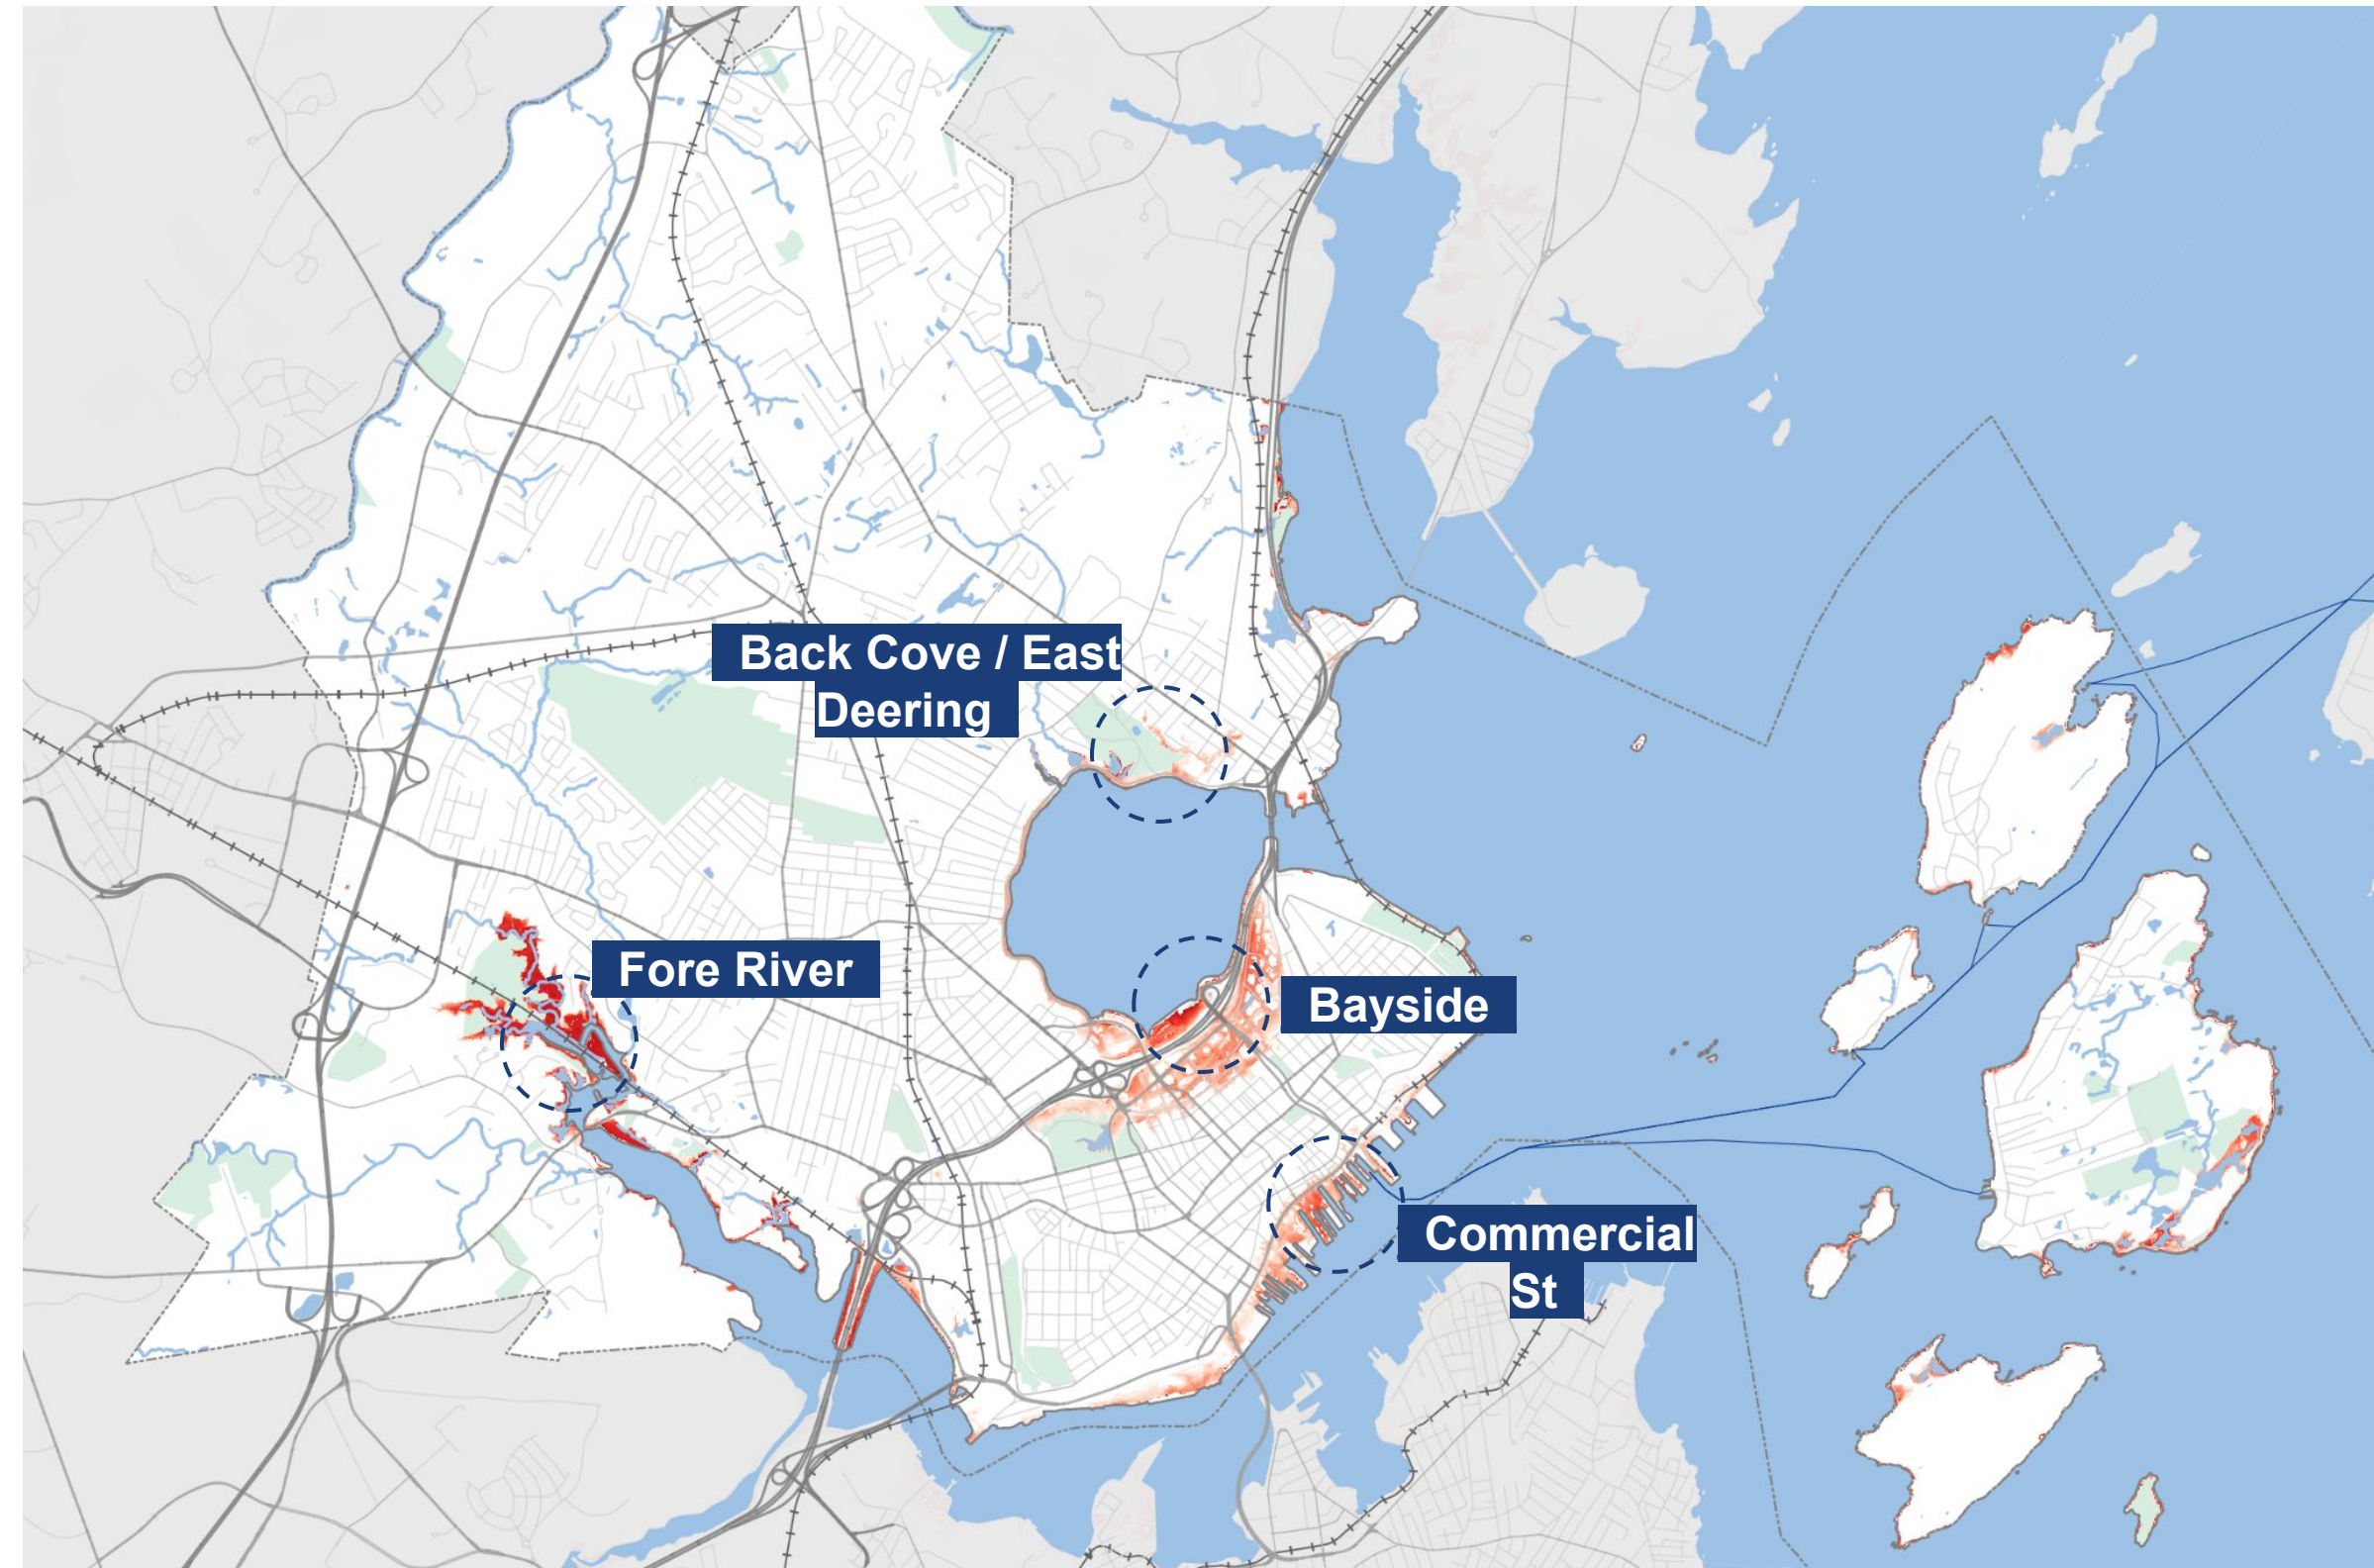 Back Cove / East
Deering
Fore River
Bayside
Commercial
St